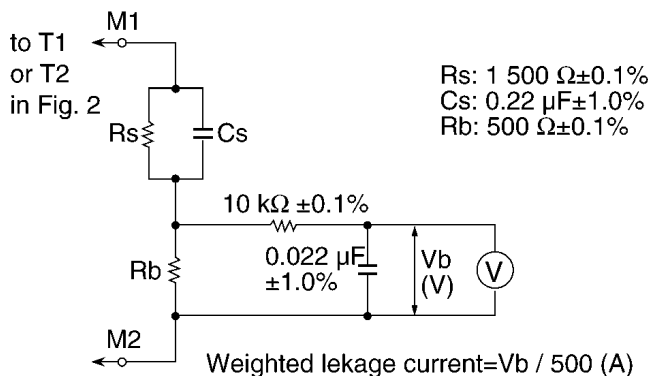 M1
to T1
or T2
in Fig. 2
Rs
Cs
Rs: 1 500 Ω±0.1%
Cs: 0.22 μF±1.0%
Rb: 500 Ω±0.1%
10 kΩ ±0.1%
Rb
0.022 μF
±1.0%
Vb
(V)
V
M2
Weighted lekage current=Vb / 500 (A)